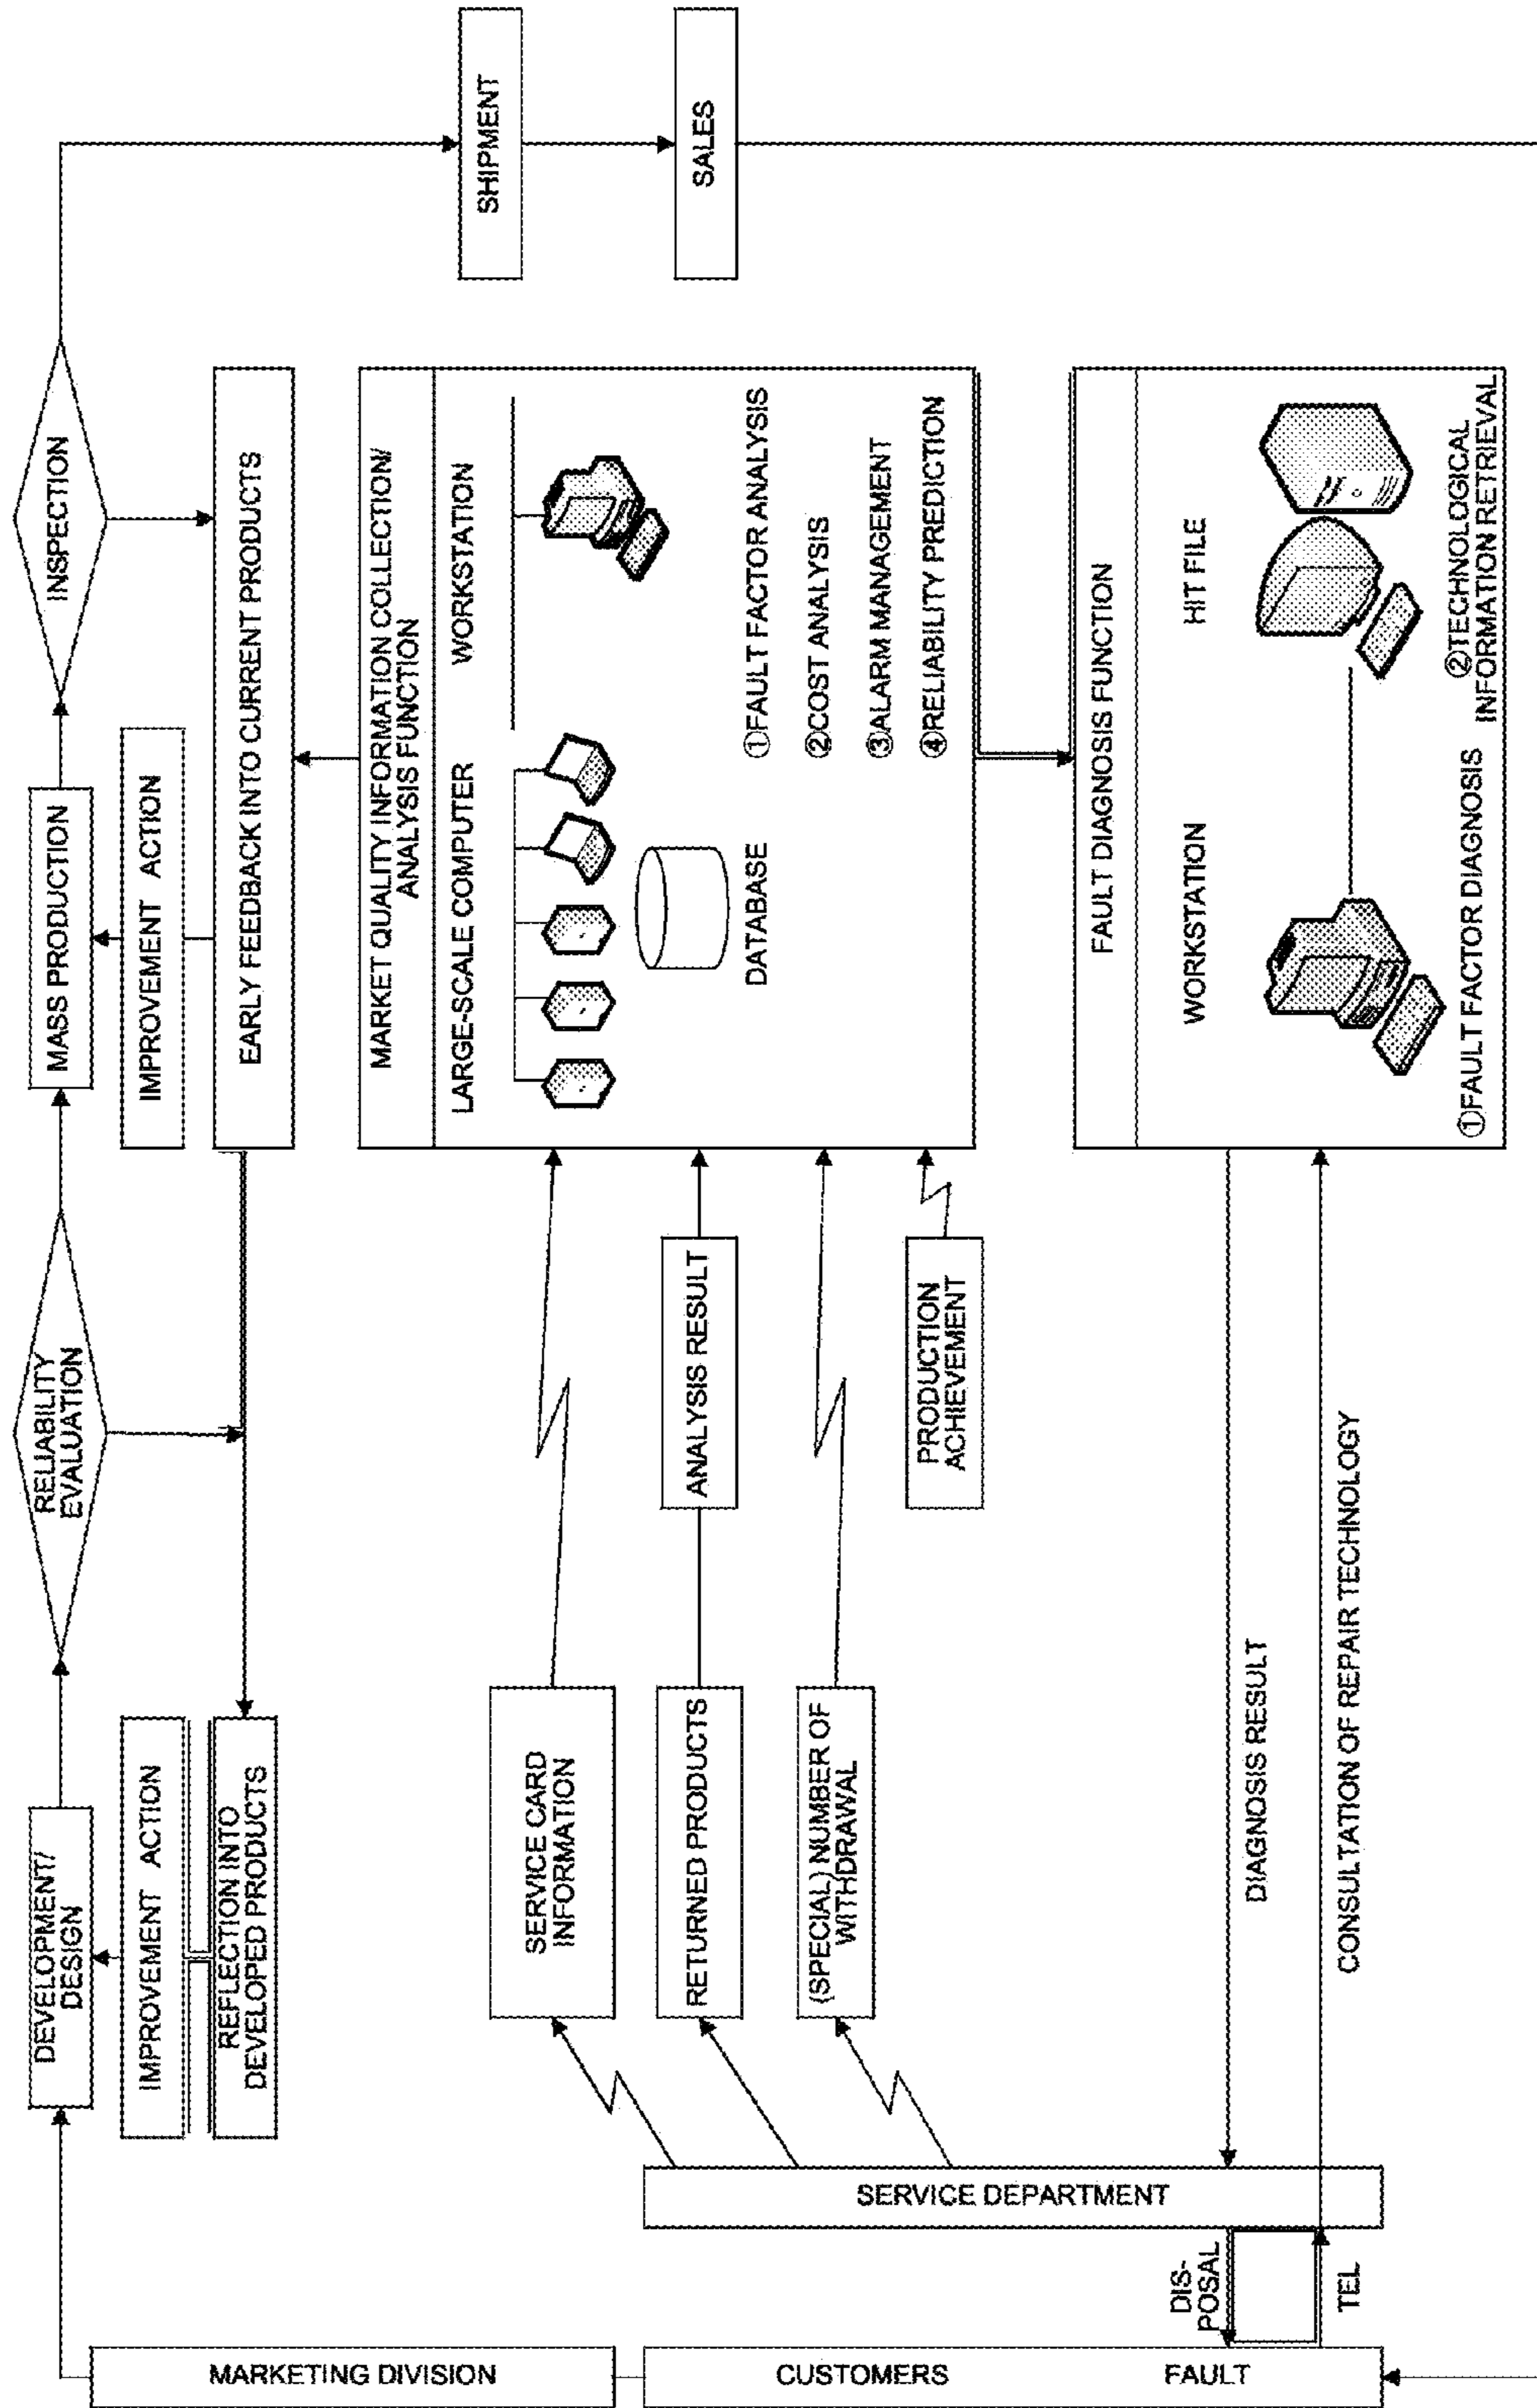 DEVELOPMENT/
DESIGN
RELIABILITY
EVALUATION
MASS PRODUCTION
INSPECTION
IMPROVEMENT ACTION
IMPROVEMENT ACTION
REFLECTION INTO
DEVELOPED PRODUCTS
EARLY FEEDBACK INTO CURRENT PRODUCTS
SHIPMENT
SALES
MARKETING DIVISION
CUSTOMERS
FAULT
SERVICE DEPARTMENT
DIS-
POSAL
TEL
SERVICE CARD
INFORMATION
RETURNED PRODUCTS
(SPECIAL) NUMBER OF
WITHDRAWAL
ANALYSIS RESULT
PRODUCTION
ACHIEVEMENT
MARKET QUALITY INFORMATION COLLECTION/
ANALYSIS FUNCTION
LARGE-SCALE COMPUTER
WORKSTATION
DATABASE
①FAULT FACTOR ANALYSIS
②COST ANALYSIS
③ALARM MANAGEMENT
④RELIABILITY PREDICTION
DIAGNOSIS RESULT
CONSULTATION OF REPAIR TECHNOLOGY
FAULT DIAGNOSIS FUNCTION
WORKSTATION
HIT FILE
①FAULT FACTOR DIAGNOSIS
②TECHNOLOGICAL
INFORMATION RETRIEVAL